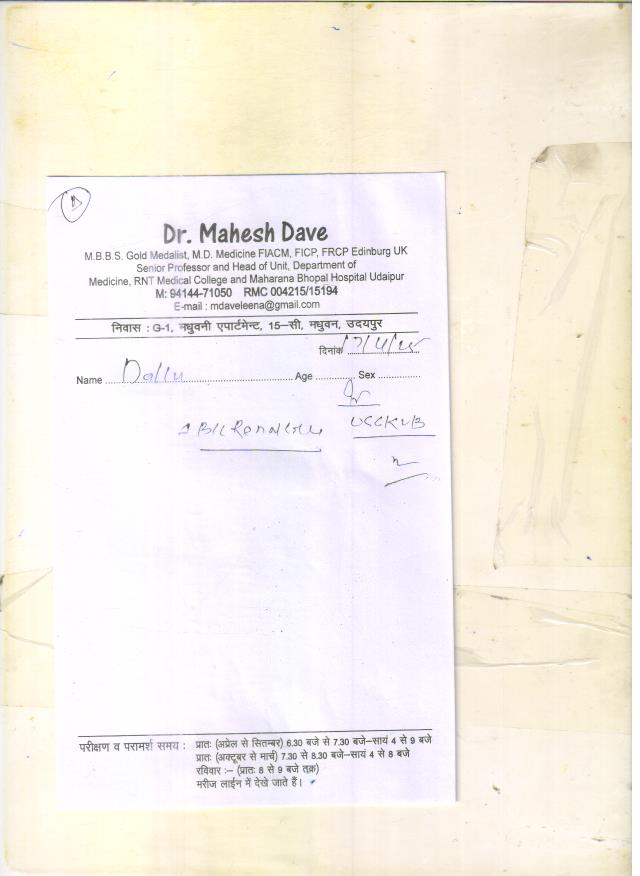 Dr. Mahesh Dave
M.B.B.S. Gold Medalist, M.D. Medicine FIACM, FICP, FRCP Edinburg UK
Senior Professor and Head of Unit, Department of
Medicine, RNT Medical College and Maharana Bhopal Hospital Udaipur
M: 94144-71050 RMC 004215/15194
E-mail : mdaveleena@gmail.com
निवास : G-1, मधुवनी एपार्टमेन्ट, 15-सी, मधुवन, उदयपुर
दिनांक
Name Dallu Age Sex
परीक्षण व परामर्श समय : प्रातः (अप्रेल से सितम्बर) 6.30 बजे से 7.30 बजे-सायं 4 से 9 बजे
प्रातः (अक्टूबर से मार्च) 7.30 से 8.30 बजे-सायं 4 से 8 बजे
रविवार :- (प्रातः 8 से 9 बजे तक)
मरीज लाईन में देखे जाते हैं।